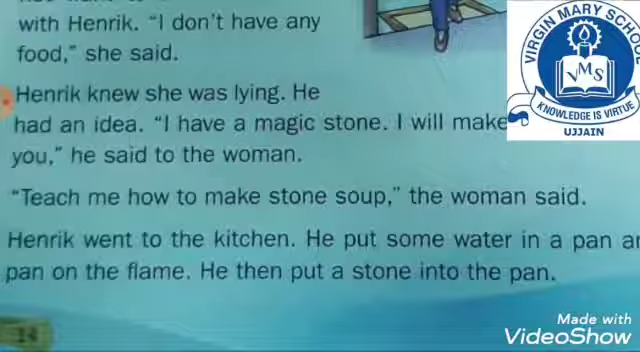 with Henrik. "I don't have any
food," she said.
Henrik knew she was lying. He
had an idea. "I have a magic stone. I will make
you," he said to the woman.
"Teach me how to make stone soup," the woman said.
Henrik went to the kitchen. He put some water in a pan
pan on the flame. He then put a stone into the pan.
14
VIRGIN MARY SCHOOL
VMS
KNOWLEDGE IS VIRTUE
UJJAIN
Made with
VideoShow